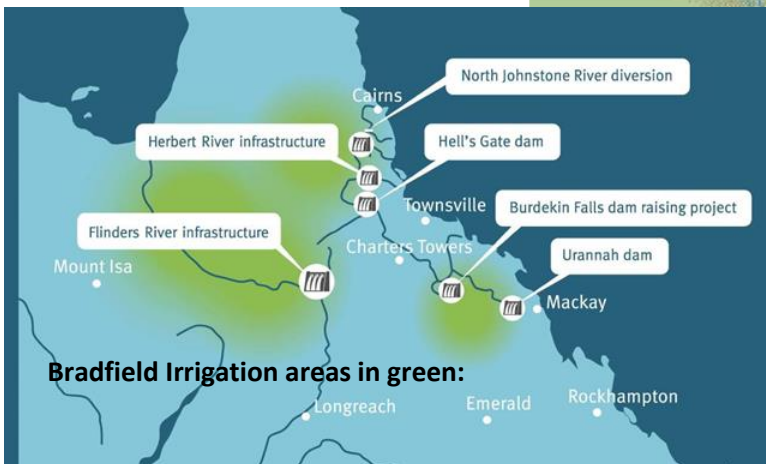 North Johnstone River diversion
Cairns
Herbert River infrastructure
Hell's Gate dam
Townsville
Burdekin Falls dam raising project
Flinders River infrastructure
Charters Towers
Urannah dam
Mount Isa
Mackay
Bradfield Irrigation areas in green:
Longreach
Emerald
Rockhampton